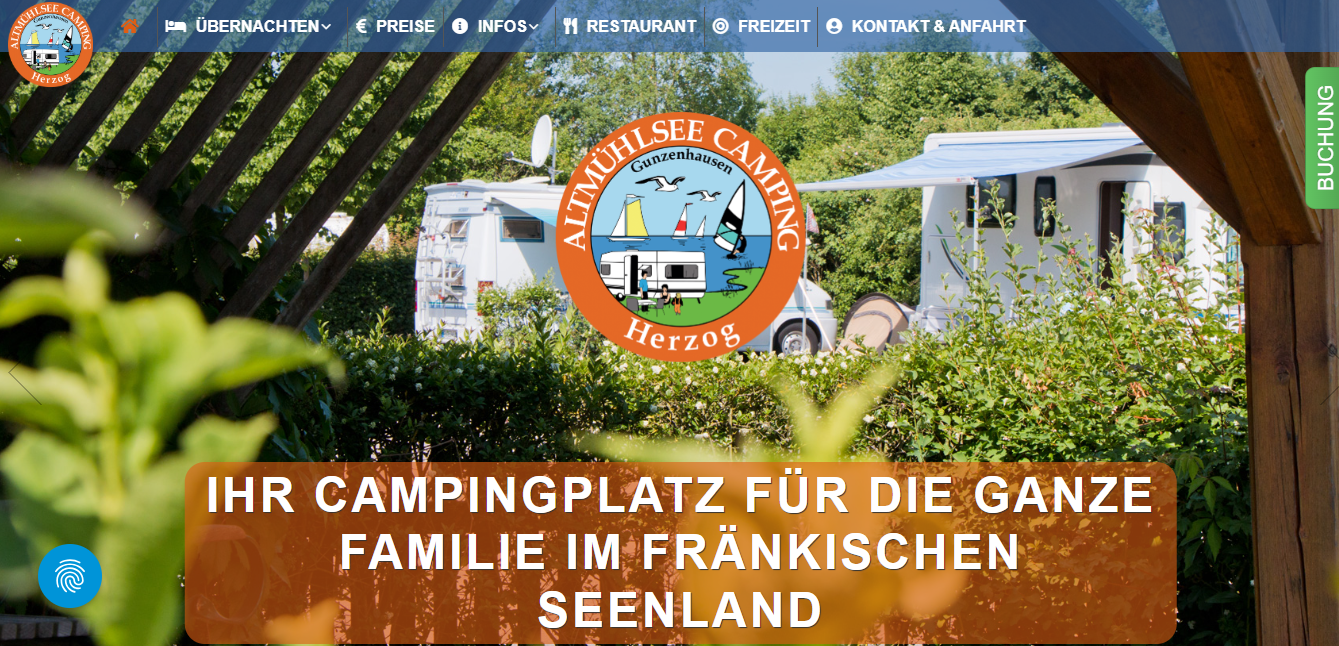 ALTMÜHLSEE CAMPING
Herzog
ÜBERNACHTEN
€ PREISE
INFOS
RESTAURANT
FREIZEIT
KONTAKT & ANFAHRT
BUCHUNG
ALTMÜHLSEE CAMPING
Gunzenhausen
Herzog
IHR CAMPINGPLATZ FÜR DIE GANZE
FAMILIE IM FRÄNKISCHEN
SEENLAND